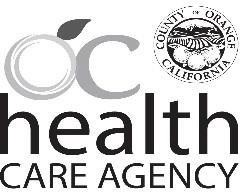 oc
COUNTY OF ORANGE
CALIFORNIA
health
CARE AGENCY